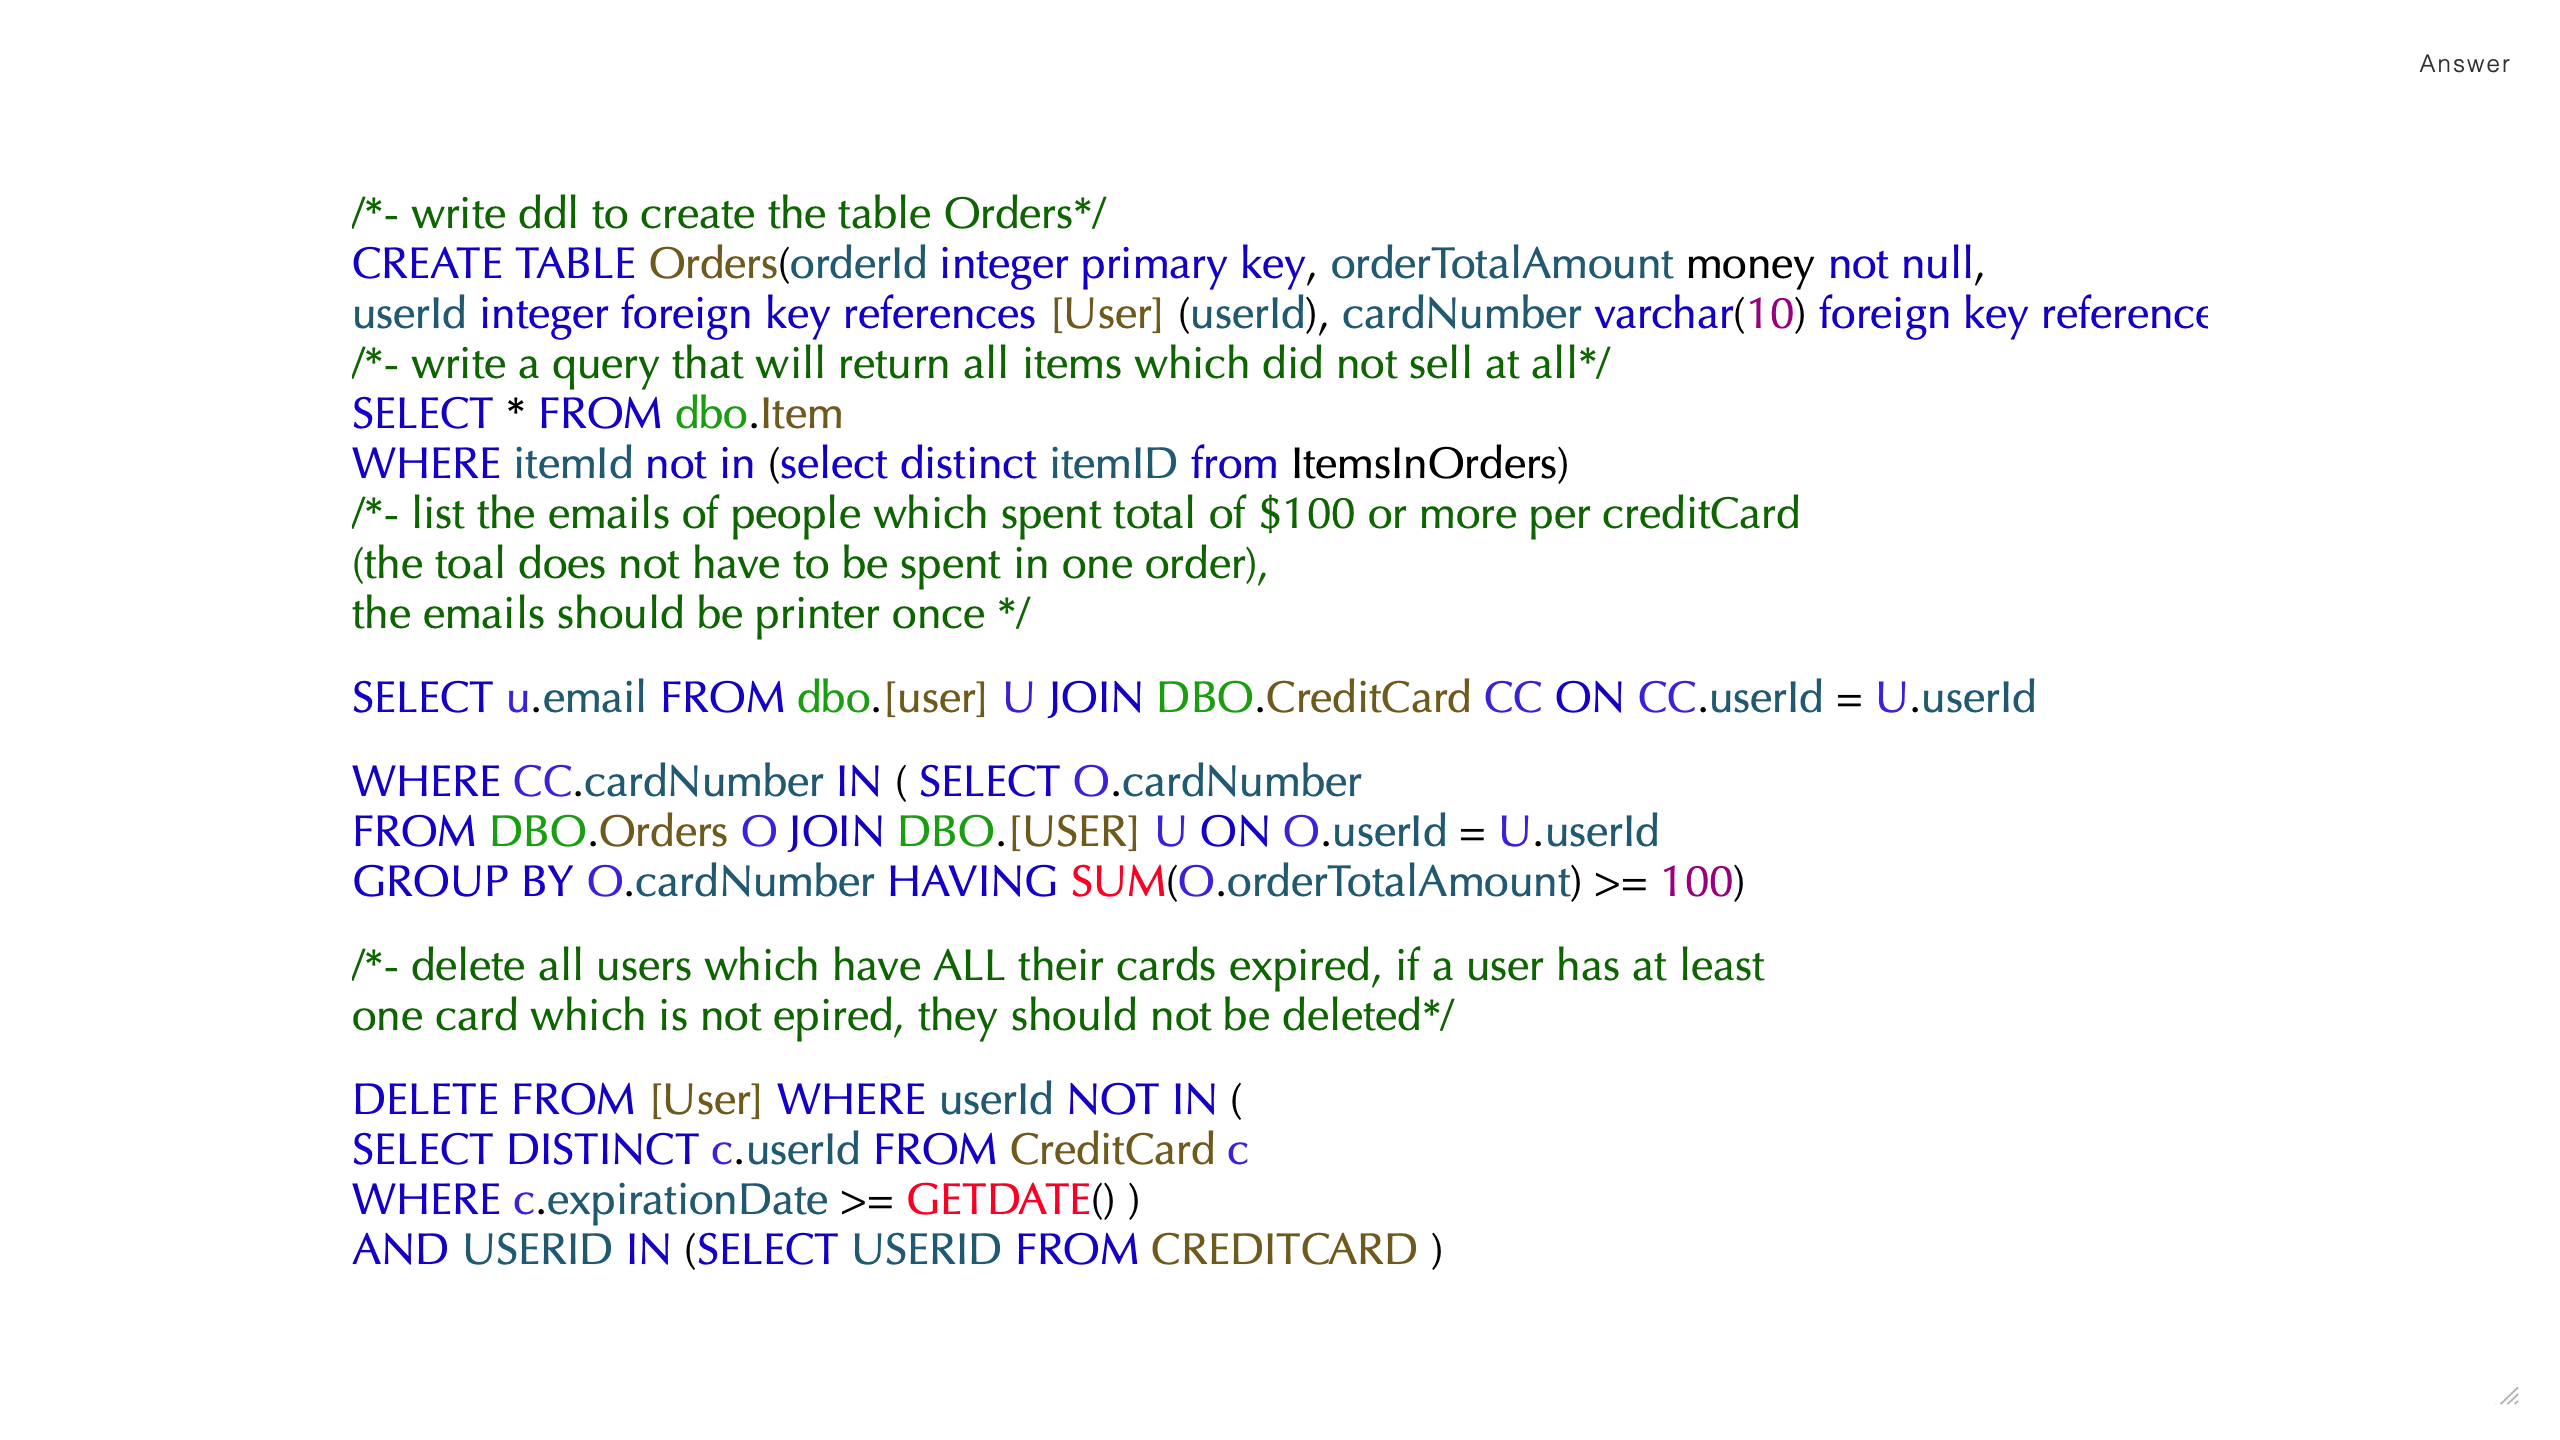 Answer
/*- write ddl to create the table Orders*/
CREATE TABLE Orders(orderId integer primary key, orderTotalAmount money not null,
userId integer foreign key references [User] (userId), cardNumber varchar(10) foreign key reference
/*- write a query that will return all items which did not sell at all*/
SELECT * FROM dbo.Item
WHERE itemId not in (select distinct itemID from ItemsInOrders)
/*- list the emails of people which spent total of $100 or more per creditCard
(the toal does not have to be spent in one order),
the emails should be printer once */
SELECT u.email FROM dbo.[user] U JOIN DBO.CreditCard CC ON CC.userId = U.userId
WHERE CC.cardNumber IN ( SELECT O.cardNumber
FROM DBO.Orders O JOIN DBO.[USER] U ON O.userId = U.userId
GROUP BY O.cardNumber HAVING SUM(O.orderTotalAmount) >= 100)
/*- delete all users which have ALL their cards expired, if a user has at least
one card which is not epired, they should not be deleted*/
DELETE FROM [User] WHERE userId NOT IN (
SELECT DISTINCT c.userId FROM CreditCard c
WHERE c.expirationDate >= GETDATE() )
AND USERID IN (SELECT USERID FROM CREDITCARD )